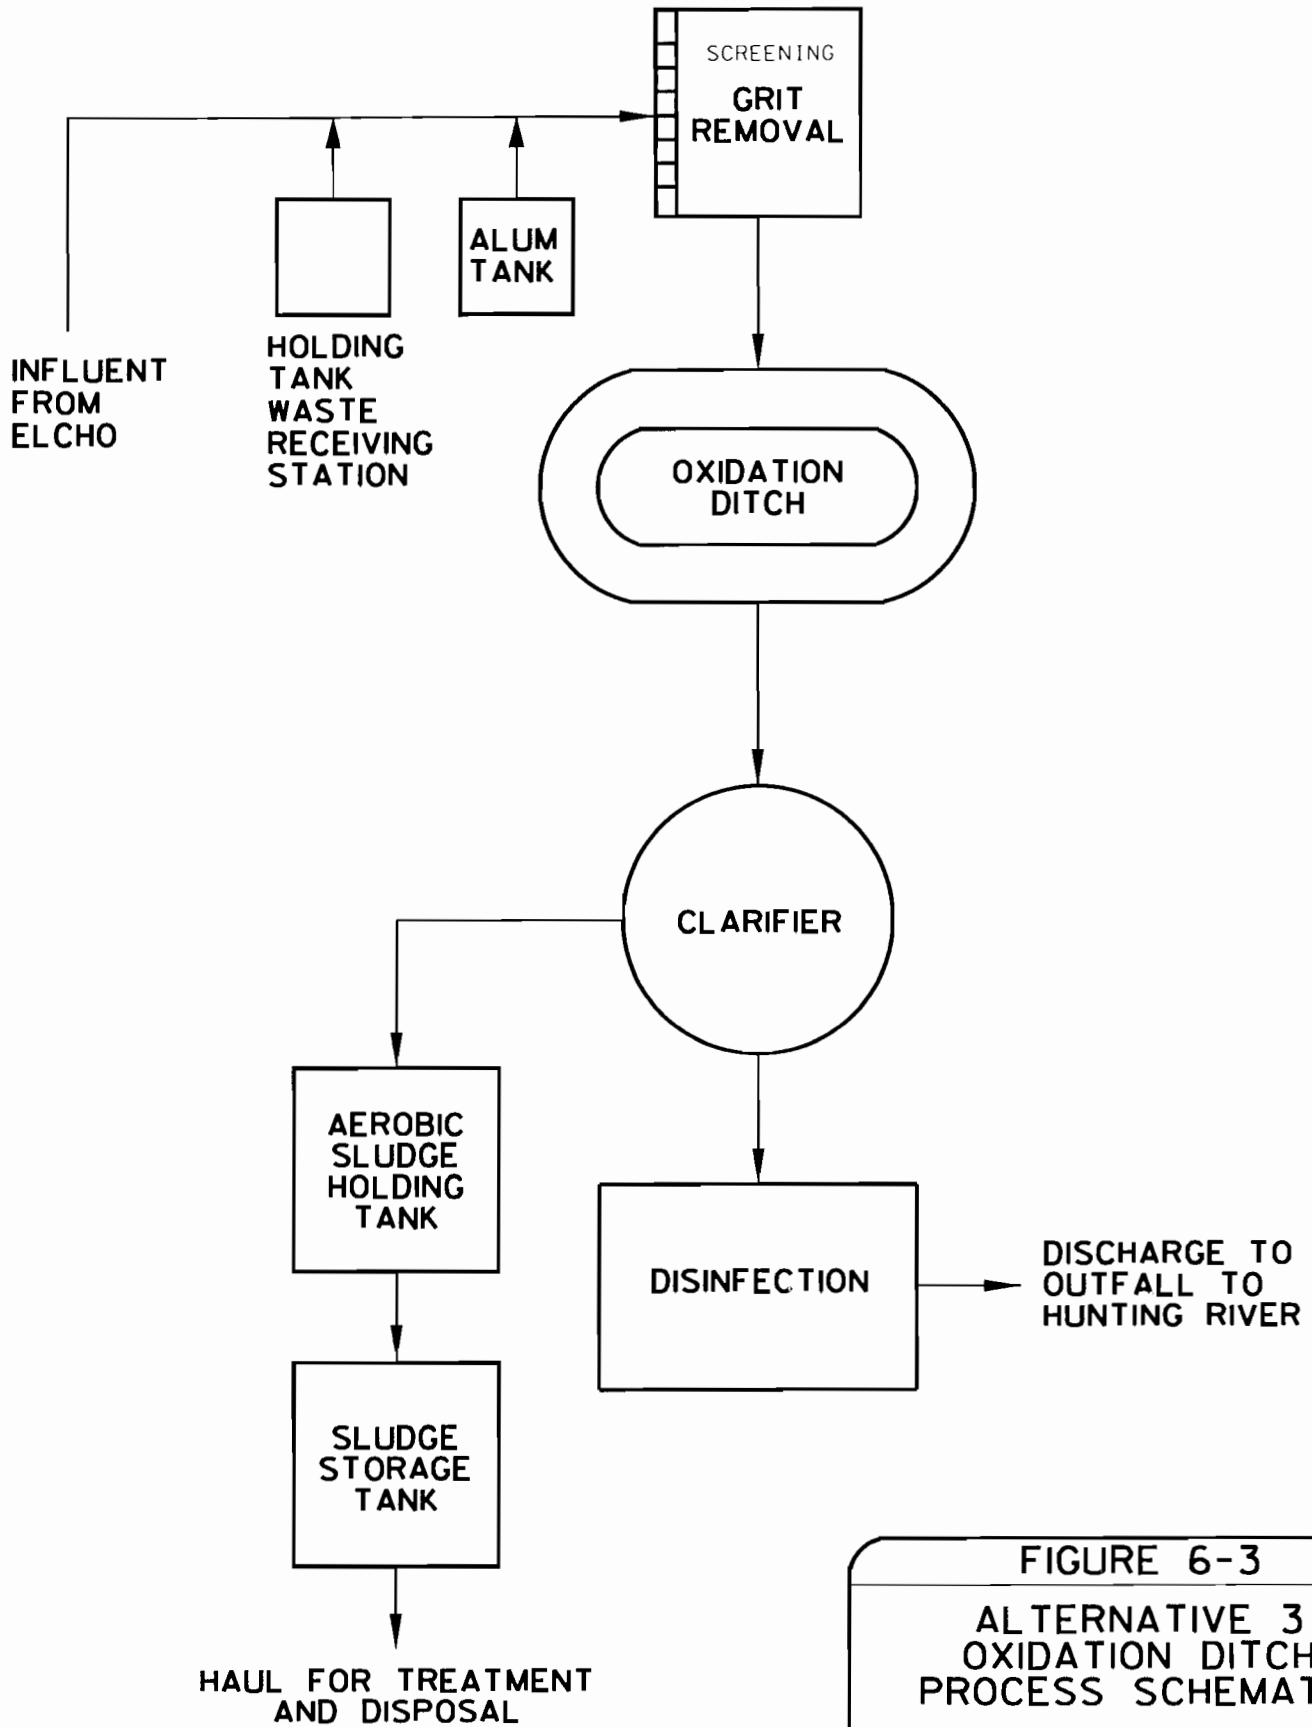 SCREENING
GRIT
REMOVAL
ALUM
TANK
INFLUENT
FROM
ELCHO
HOLDING
TANK
WASTE
RECEIVING
STATION
OXIDATION
DITCH
CLARIFIER
AEROBIC
SLUDGE
HOLDING
TANK
DISINFECTION
DISCHARGE TO
OUTFALL TO
HUNTING RIVER
SLUDGE
STORAGE
TANK
HAUL FOR TREATMENT
AND DISPOSAL
FIGURE 6-3
ALTERNATIVE 3
OXIDATION DITCH
PROCESS SCHEMAT